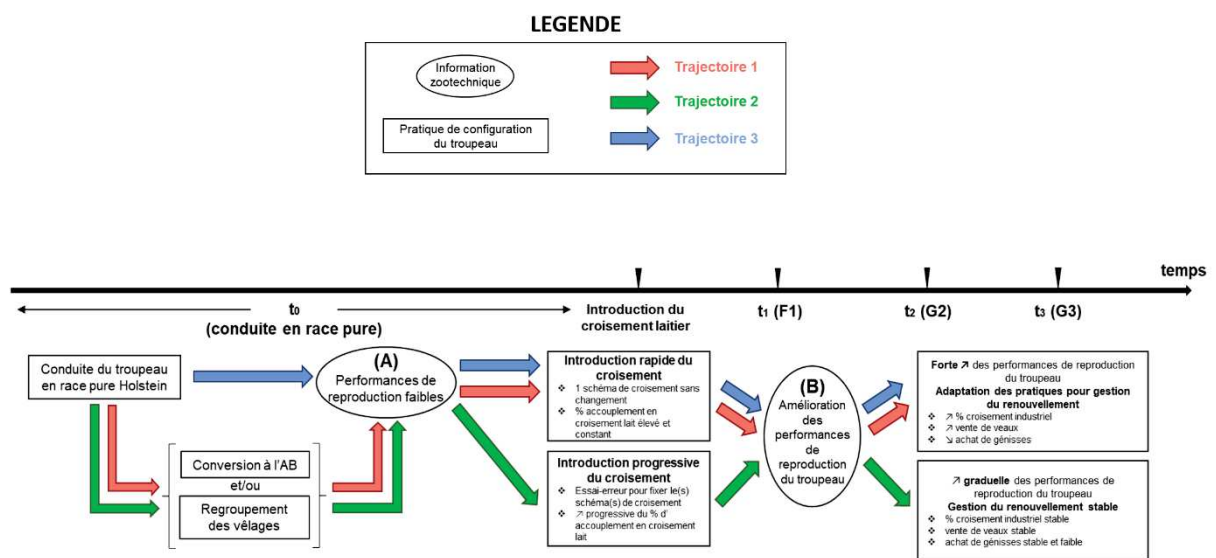 LEGENDE
Information
zootechnique
Pratique de configuration
du troupeau
Trajectoire 1
Trajectoire 2
Trajectoire 3
temps
t₀
(conduite en race pure)
Introduction du
croisement laitier
t₁ (F1)
t₂ (G2)
t₃ (G3)
Conduite du troupeau
en race pure Holstein
Conversion à l'AB
et/ou
Regroupement
des vêlages
(A)
Performances de
reproduction faibles
Introduction rapide du
croisement
❖ 1 schéma de croisement sans
changement
❖ % accouplement en
croisement lait élevé et
constant
Introduction progressive
du croisement
❖ Essai-erreur pour fixer le(s)
schéma(s) de croisement
❖ ↗ progressive du % d'
accouplement en croisement
lait
(B)
Amélioration
des
performances
de
reproduction
du troupeau
Forte ↗ des performances de reproduction
du troupeau
Adaptation des pratiques pour gestion
du renouvellement
❖ ↗ % croisement industriel
❖ ↗ vente de veaux
❖ ↘ achat de génisses
↗ graduelle des performances de
reproduction du troupeau
Gestion du renouvellement stable
❖ % croisement industriel stable
❖ vente de veaux stable
❖ achat de génisses stable et faible